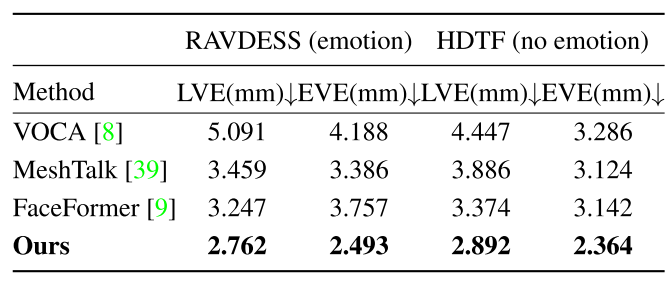 RAVDESS (emotion) HDTF (no emotion)
Method LVE(mm)↓ EVE(mm)↓ LVE(mm)↓ EVE(mm)↓
VOCA [8] 5.091 4.188 4.447 3.286
MeshTalk [39] 3.459 3.386 3.886 3.124
FaceFormer [9] 3.247 3.757 3.374 3.142
Ours 2.762 2.493 2.892 2.364